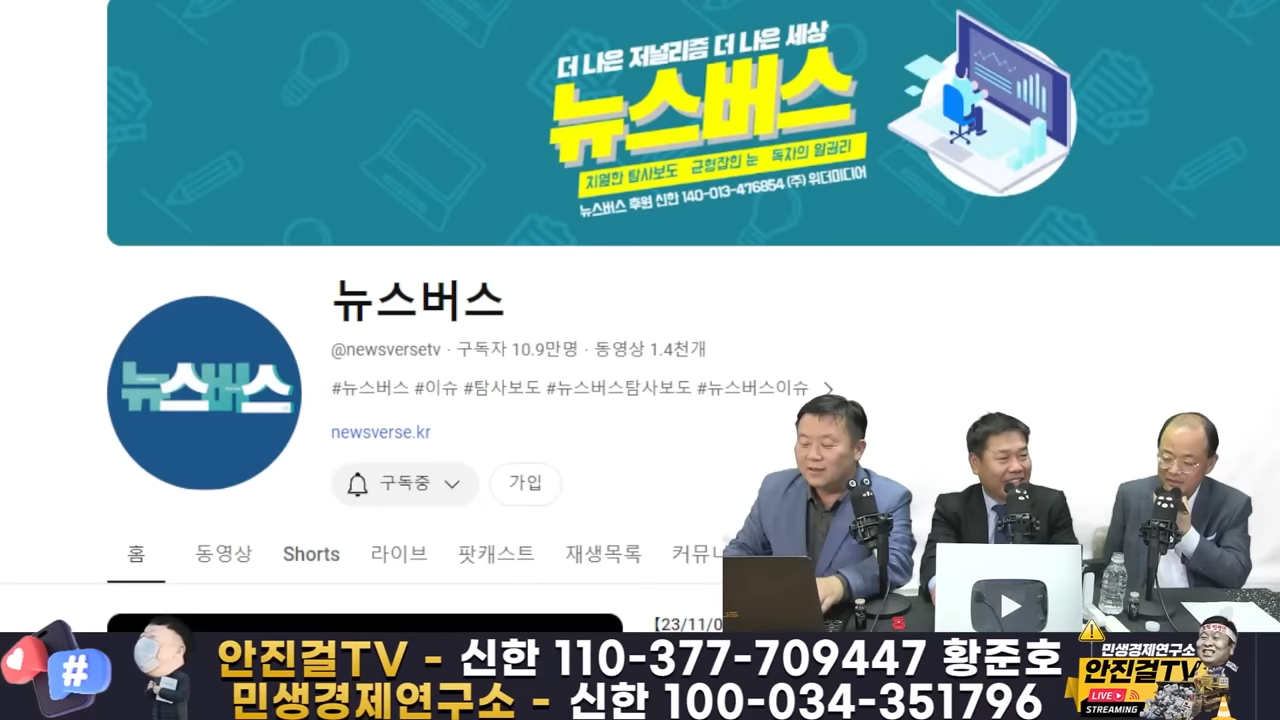 더 나은 저널리즘 더 나은 세상
뉴스버스
치열한 탐사보도 균형잡힌 눈 독자의 알권리
뉴스버스 후원 신한 140-013-476854 (주) 위더미디어
뉴스버스
뉴스버스
@newsversetv · 구독자 10.9만명 · 동영상 1.4천개
#뉴스버스 #이슈 #탐사보도 #뉴스버스탐사보도 #뉴스버스이슈
newsverse.kr
구독중
가입
홈 동영상 Shorts 라이브 팟캐스트 재생목록 커뮤니
【23/11/0
안진걸TV - 신한 110-377-709447 황준호
민생경제연구소 - 신한 100-034-351796
민생경제연구소
안진걸TV
LIVE
STREAMING